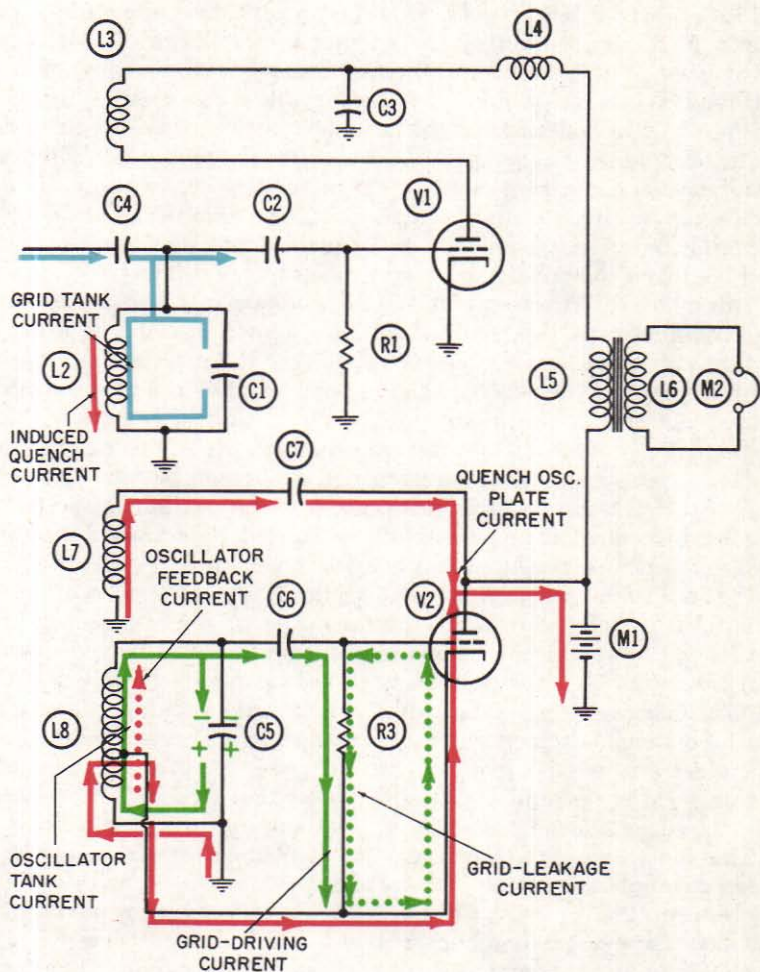 L3
L4
C3
V1
C4
C2
GRID TANK
CURRENT
R1
L2
C1
L5
L6
M2
INDUCED
QUENCH
CURRENT
C7
QUENCH OSC.
PLATE
CURRENT
L7
OSCILLATOR
FEEDBACK
CURRENT
C6
V2
M1
L8
C5
R3
− −
+ +
OSCILLATOR
TANK
CURRENT
GRID-LEAKAGE
CURRENT
GRID-DRIVING
CURRENT